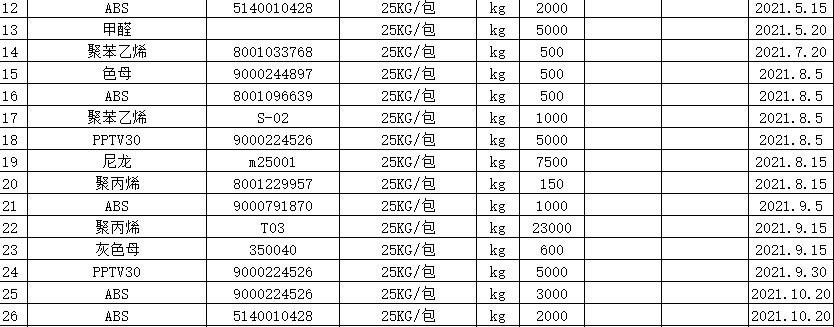 12 ABS 5140010428 25KG/包 kg 2000 2021.5.15
13 甲醛 25KG/包 kg 5000 2021.5.20
14 聚苯乙烯 8001033768 25KG/包 kg 500 2021.7.20
15 色母 9000244897 25KG/包 kg 500 2021.8.5
16 ABS 8001096639 25KG/包 kg 500 2021.8.5
17 聚苯乙烯 S-02 25KG/包 kg 1000 2021.8.5
18 PPTV30 9000224526 25KG/包 kg 5000 2021.8.5
19 尼龙 m25001 25KG/包 kg 7500 2021.8.15
20 聚丙烯 8001229957 25KG/包 kg 150 2021.8.15
21 ABS 9000791870 25KG/包 kg 1000 2021.9.5
22 聚丙烯 T03 25KG/包 kg 23000 2021.9.15
23 灰色母 350040 25KG/包 kg 600 2021.9.15
24 PPTV30 9000224526 25KG/包 kg 5000 2021.9.30
25 ABS 9000224526 25KG/包 kg 3000 2021.10.20
26 ABS 5140010428 25KG/包 kg 2000 2021.10.20